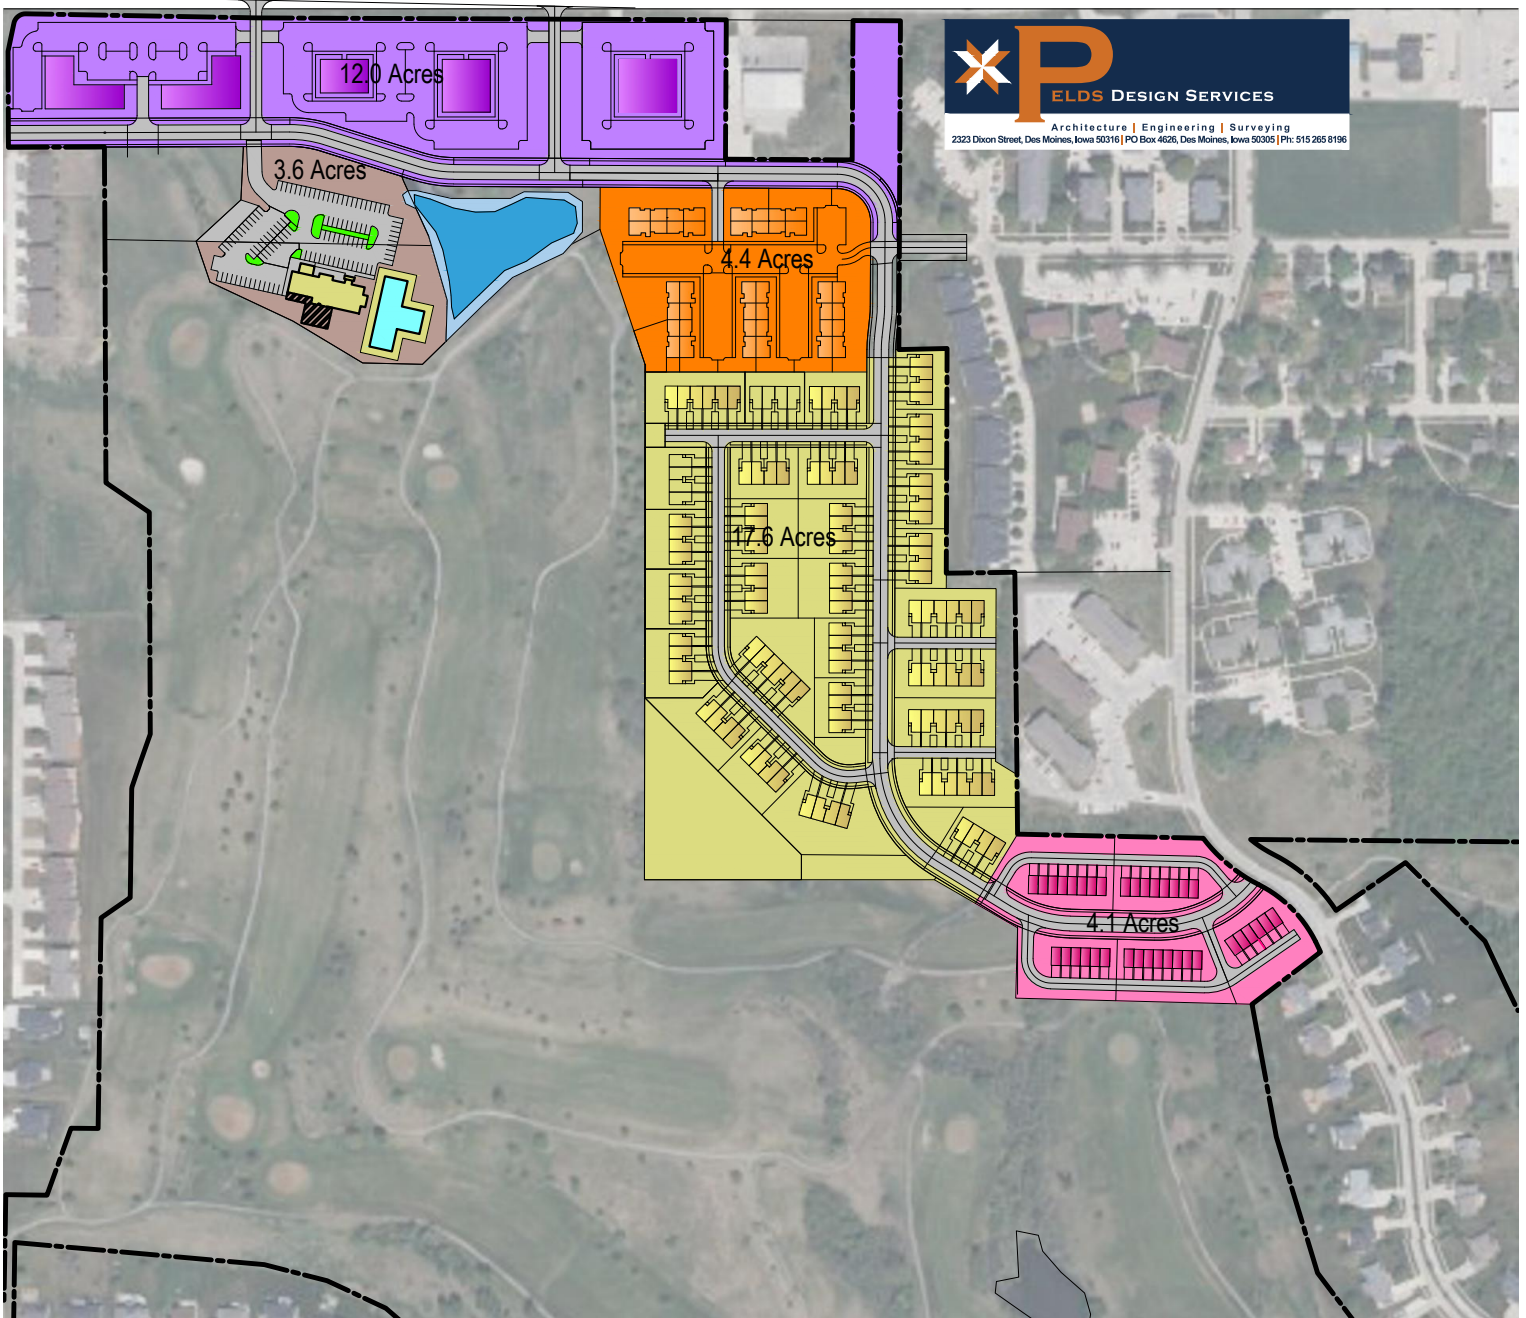 12.0 Acres
PELDS DESIGN SERVICES
Architecture | Engineering | Surveying
2323 Dixon Street, Des Moines, Iowa 50316 | PO Box 4626, Des Moines, Iowa 50305 | Ph: 515 265 8196
3.6 Acres
4.4 Acres
17.6 Acres
4.1 Acres